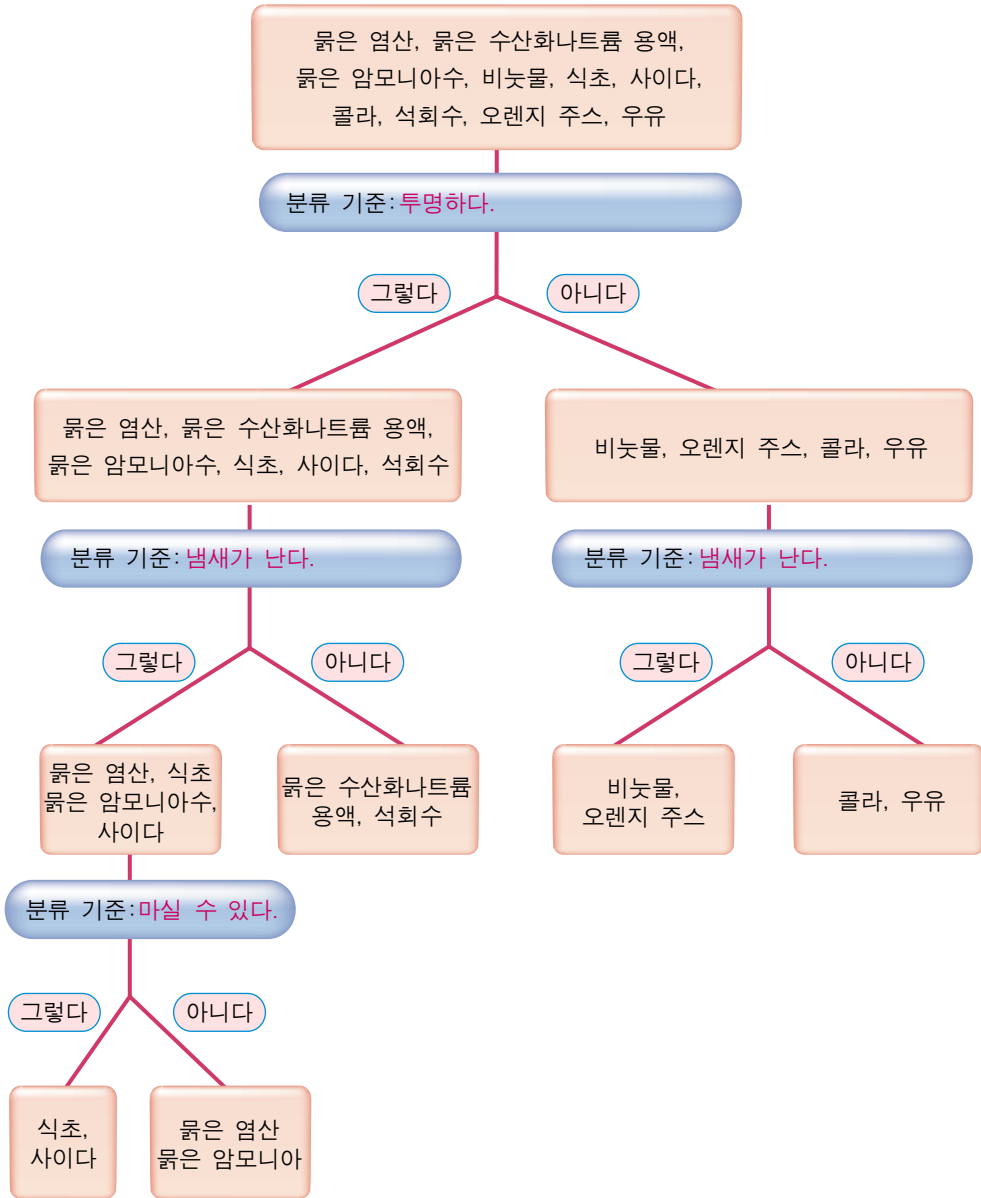 묽은 염산, 묽은 수산화나트륨 용액,
묽은 암모니아수, 비눗물, 식초, 사이다,
콜라, 석회수, 오렌지 주스, 우유
분류 기준:투명하다.
그렇다
아니다
묽은 염산, 묽은 수산화나트륨 용액,
묽은 암모니아수, 식초, 사이다, 석회수
비눗물, 오렌지 주스, 콜라, 우유
분류 기준:냄새가 난다.
분류 기준:냄새가 난다.
그렇다
아니다
그렇다
아니다
묽은 염산, 식초
묽은 암모니아수,
사이다
묽은 수산화나트륨
용액, 석회수
비눗물,
오렌지 주스
콜라, 우유
분류 기준:마실 수 있다.
그렇다
아니다
식초,
사이다
묽은 염산
묽은 암모니아